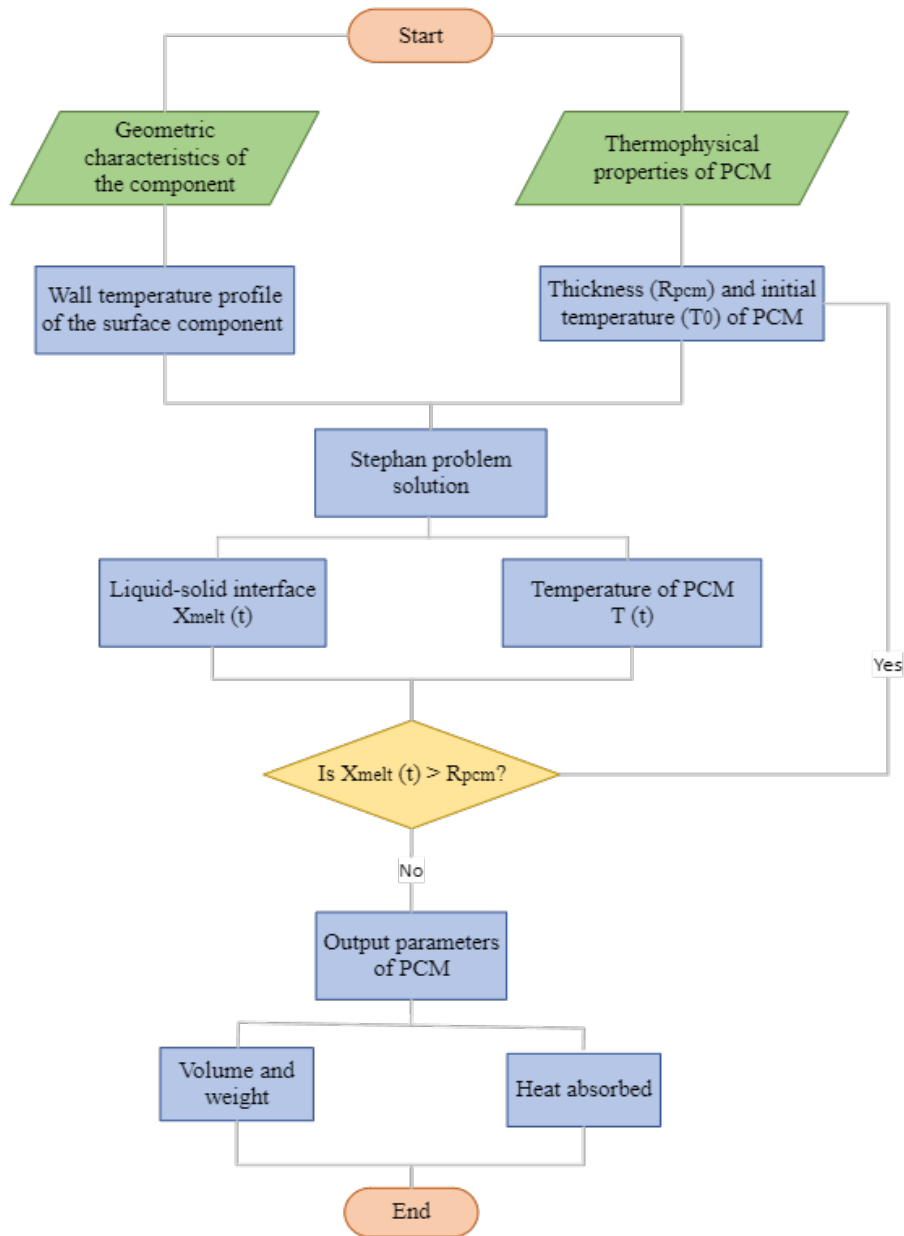 Start
Geometric
characteristics of
the component
Thermophysical
properties of PCM
Wall temperature profile
of the surface component
Thickness (Rpcm) and initial
temperature (T0) of PCM
Stephan problem
solution
Liquid-solid interface
Xmelt (t)
Temperature of PCM
T (t)
Yes
Is Xmelt (t) > Rpcm?
No
Output parameters
of PCM
Volume and
weight
Heat absorbed
End